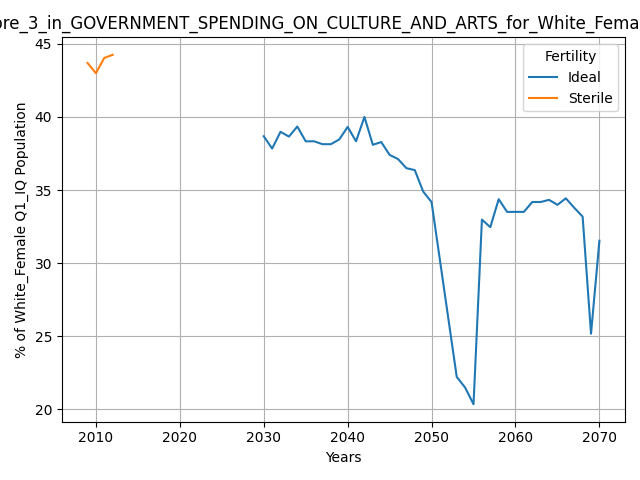 ore_3_in_GOVERNMENT_SPENDING_ON_CULTURE_AND_ARTS_for_White_Fema
Fertility
Ideal
Sterile
% of White_Female Q1_IQ Population
45
40
35
30
25
20
2010
2020
2030
2040
2050
2060
2070
Years